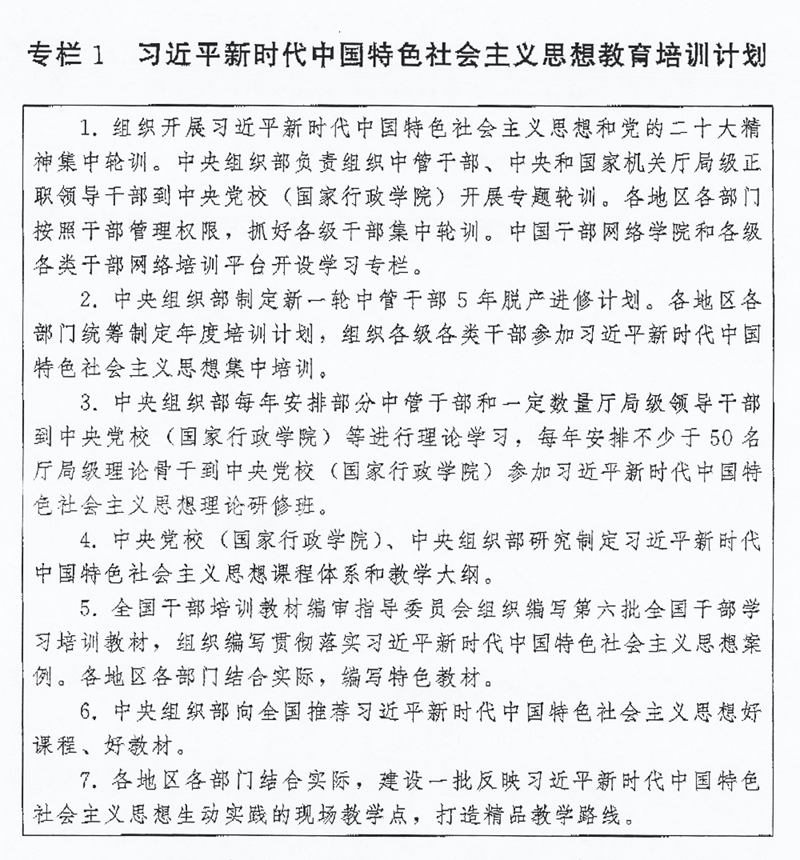 专栏1 习近平新时代中国特色社会主义思想教育培训计划
1. 组织开展习近平新时代中国特色社会主义思想和党的二十大精
神集中轮训。中央组织部负责组织中管干部、中央和国家机关厅局级正
职领导干部到中央党校（国家行政学院）开展专题轮训。各地区各部门
按照干部管理权限，抓好各级干部集中轮训。中国干部网络学院和各级
各类干部网络培训平台开设学习专栏。
2. 中央组织部制定新一轮中管干部5年脱产进修计划。各地区各
部门统筹制定年度培训计划，组织各级各类干部参加习近平新时代中国
特色社会主义思想集中培训。
3. 中央组织部每年安排部分中管干部和一定数量厅局级领导干部
到中央党校（国家行政学院）等进行理论学习，每年安排不少于50名
厅局级理论骨干到中央党校（国家行政学院）参加习近平新时代中国特
色社会主义思想理论研修班。
4. 中央党校（国家行政学院）、中央组织部研究制定习近平新时代
中国特色社会主义思想课程体系和教学大纲。
5. 全国干部培训教材编审指导委员会组织编写第六批全国干部学
习培训教材，组织编写贯彻落实习近平新时代中国特色社会主义思想案
例。各地区各部门结合实际，编写特色教材。
6. 中央组织部向全国推荐习近平新时代中国特色社会主义思想好
课程、好教材。
7. 各地区各部门结合实际，建设一批反映习近平新时代中国特色
社会主义思想生动实践的现场教学点，打造精品教学路线。